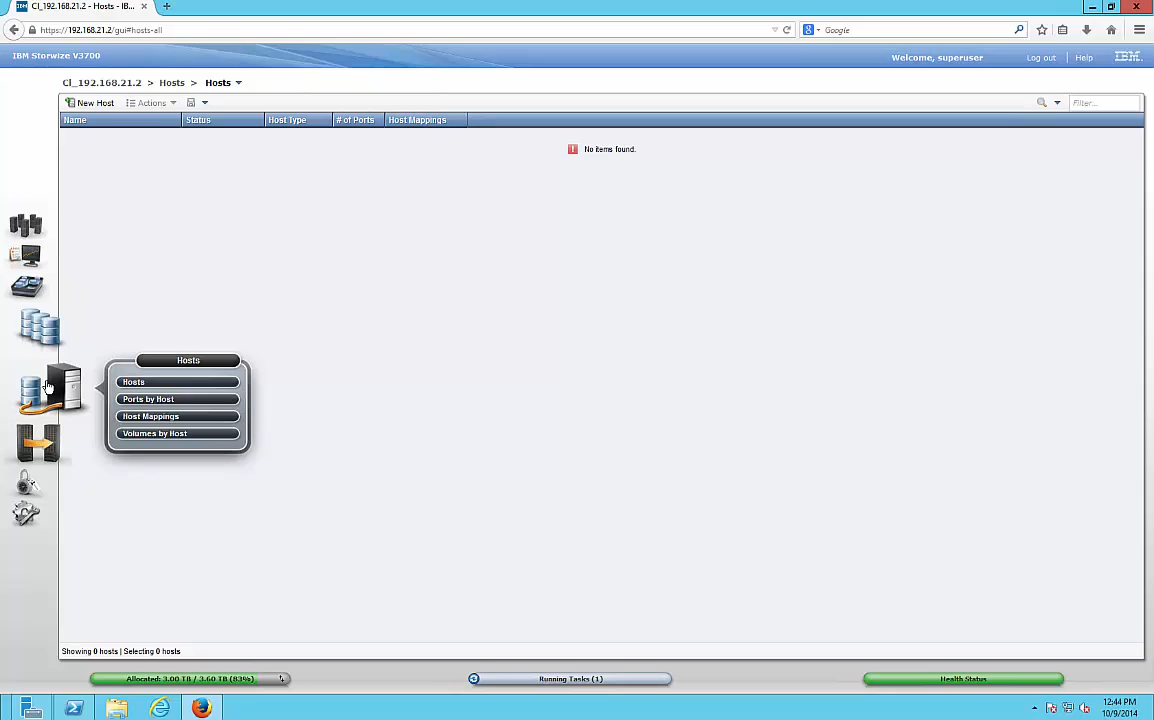 CI_192.168.21.2 - Hosts - IB...
https://192.168.21.2/gui#hosts-all
Google
IBM Storwize V3700
Welcome, superuser
Log out
Help
IBM.
CI_192.168.21.2 > Hosts > Hosts
New Host
Actions
Filter...
Name
Status
Host Type
# of Ports
Host Mappings
No items found.
Hosts
Hosts
Ports by Host
Host Mappings
Volumes by Host
Showing 0 hosts | Selecting 0 hosts
Allocated: 3.00 TB / 3.60 TB (83%)
Running Tasks (1)
Health Status
12:44 PM
10/9/2014